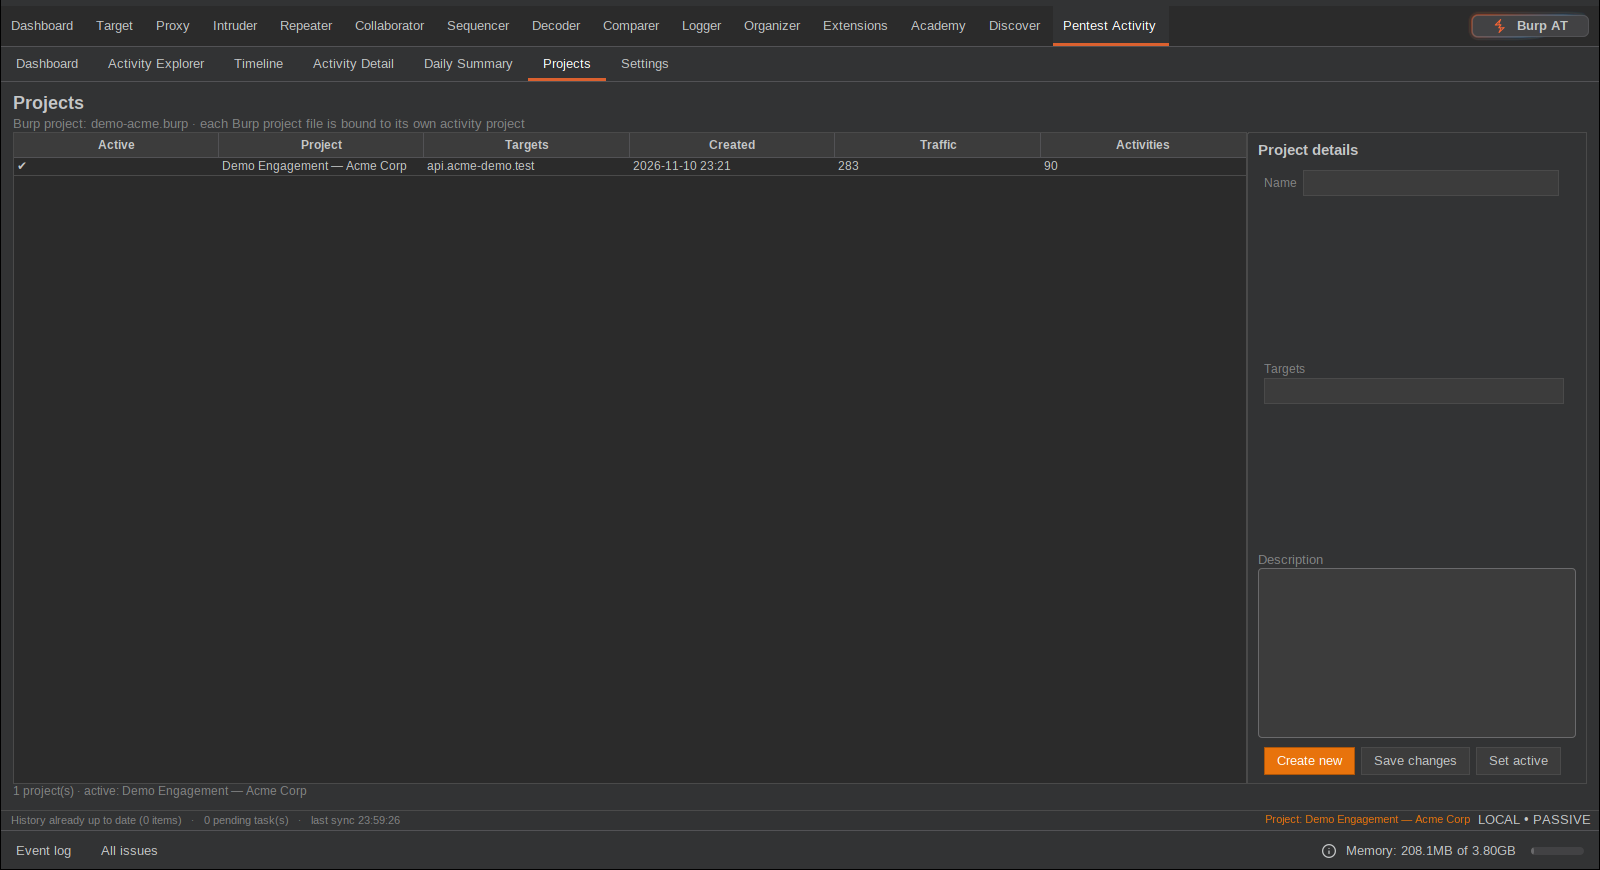 Dashboard Target Proxy Intruder Repeater Collaborator Sequencer Decoder Comparer Logger Organizer Extensions Academy Discover Pentest Activity Burp AT
Dashboard Activity Explorer Timeline Activity Detail Daily Summary Projects Settings
Projects
Burp project: demo-acme.burp · each Burp project file is bound to its own activity project
Active Project Targets Created Traffic Activities
✔ Demo Engagement — Acme Corp api.acme-demo.test 2026-11-10 23:21 283 90
Project details
Name
Targets
Description
Create new Save changes Set active
1 project(s) · active: Demo Engagement — Acme Corp
History already up to date (0 items) · 0 pending task(s) · last sync 23:59:26 Project: Demo Engagement — Acme Corp LOCAL • PASSIVE
Event log All issues Memory: 208.1MB of 3.80GB